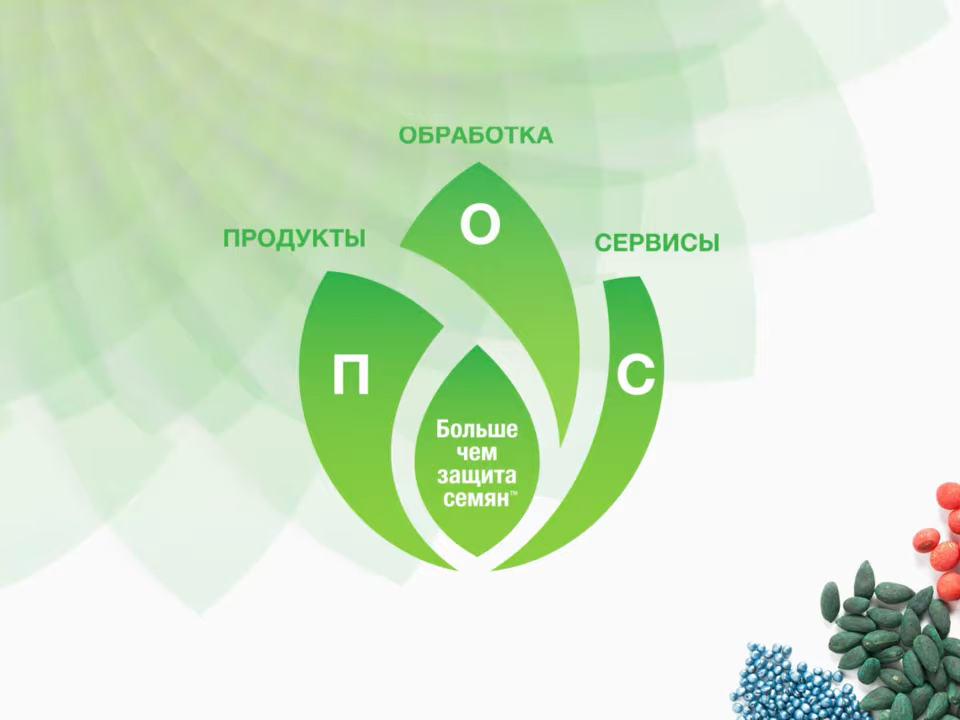 ОБРАБОТКА
О
ПРОДУКТЫ
СЕРВИСЫ
П
С
Больше
чем
защита
семян™